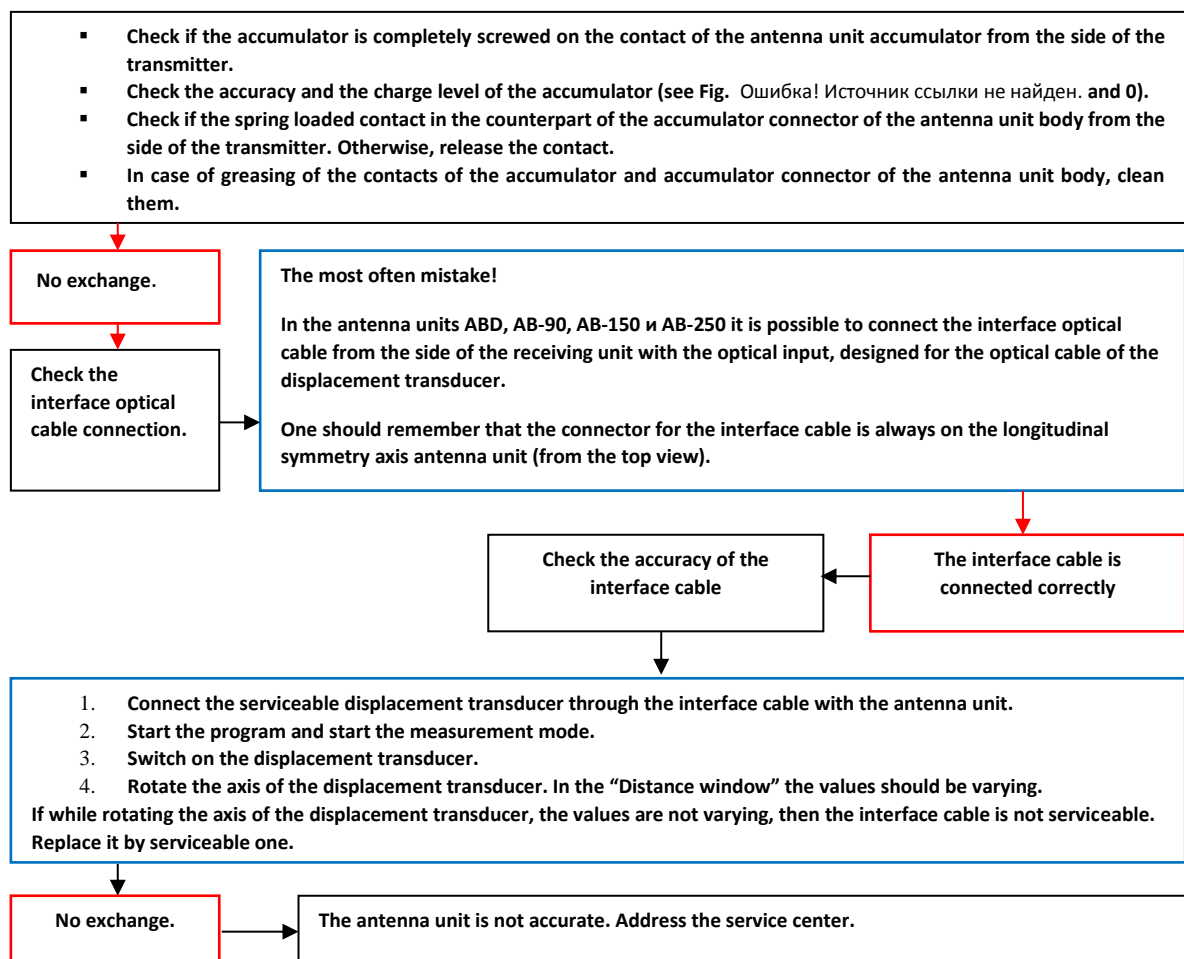 ▪ Check if the accumulator is completely screwed on the contact of the antenna unit accumulator from the side of the
transmitter.
▪ Check the accuracy and the charge level of the accumulator (see Fig. Ошибка! Источник ссылки не найден. and 0).
▪ Check if the spring loaded contact in the counterpart of the accumulator connector of the antenna unit body from the
side of the transmitter. Otherwise, release the contact.
▪ In case of greasing of the contacts of the accumulator and accumulator connector of the antenna unit body, clean
them.
No exchange.
The most often mistake!
In the antenna units ABD, AB-90, AB-150 и AB-250 it is possible to connect the interface optical
cable from the side of the receiving unit with the optical input, designed for the optical cable of the
displacement transducer.
One should remember that the connector for the interface cable is always on the longitudinal
symmetry axis antenna unit (from the top view).
Check the
interface optical
cable connection.
The interface cable is
connected correctly
Check the accuracy of the
interface cable
1. Connect the serviceable displacement transducer through the interface cable with the antenna unit.
2. Start the program and start the measurement mode.
3. Switch on the displacement transducer.
4. Rotate the axis of the displacement transducer. In the “Distance window” the values should be varying.
If while rotating the axis of the displacement transducer, the values are not varying, then the interface cable is not serviceable.
Replace it by serviceable one.
No exchange.
The antenna unit is not accurate. Address the service center.